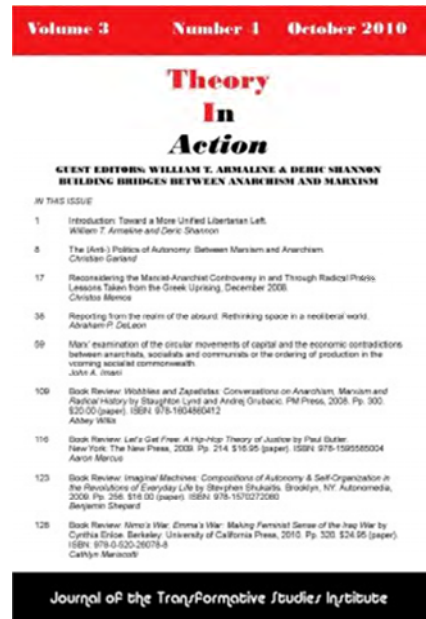 Volume 3 Number 4 October 2010
Theory
In
Action
GUEST EDITORS: WILLIAM T. ARMALINE & DERIC SHANNON
BUILDING BRIDGES BETWEEN ANARCHISM AND MARXISM
IN THIS ISSUE
1 Introduction: Toward a More Unified Libertarian Left.
William T. Armaline and Deric Shannon
8 The (Anti-) Politics of Autonomy: Between Marxism and Anarchism.
Christian Garland
17 Reconsidering the Marxist-Anarchist Controversy in and Through Radical Praxis:
Lessons Taken from the Greek Uprising, December 2008.
Christos Memos
38 Reporting from the realm of the absurd: Rethinking space in a neoliberal world.
Abraham P. DeLeon
59 Marx' examination of the circular movements of capital and the economic contradictions
between anarchists, socialists and communists or the ordering of production in the
vcoming socialist commonwealth.
John A. Imani
109 Book Review: Wobblies and Zapatistas: Conversations on Anarchism, Marxism and
Radical History by Staughton Lynd and Andrej Grubacic. PM Press, 2008. Pp. 300.
$20.00 (paper). ISBN: 978-1604860412
Abbey Willis
116 Book Review: Let's Get Free: A Hip-Hop Theory of Justice by Paul Butler.
New York: The New Press, 2009. Pp. 214. $16.95 (paper). ISBN: 978-1595585004
Aaron Marcus
123 Book Review: Imaginal Machines: Compositions of Autonomy & Self-Organization in
the Revolutions of Everyday Life by Stevphen Shukaitis. Brooklyn, NY: Autonomedia,
2009. Pp. 256. $16.00 (paper). ISBN: 978-1570272080
Benjamin Shepard
128 Book Review: Nimo's War, Emma's War: Making Feminist Sense of the Iraq War by
Cynthia Enloe. Berkeley: University of California Press, 2010. Pp. 320. $24.95 (paper).
ISBN: 978-0-520-26078-8
Cathlyn Mariscotti
Journal of the Transformative Studies Institute